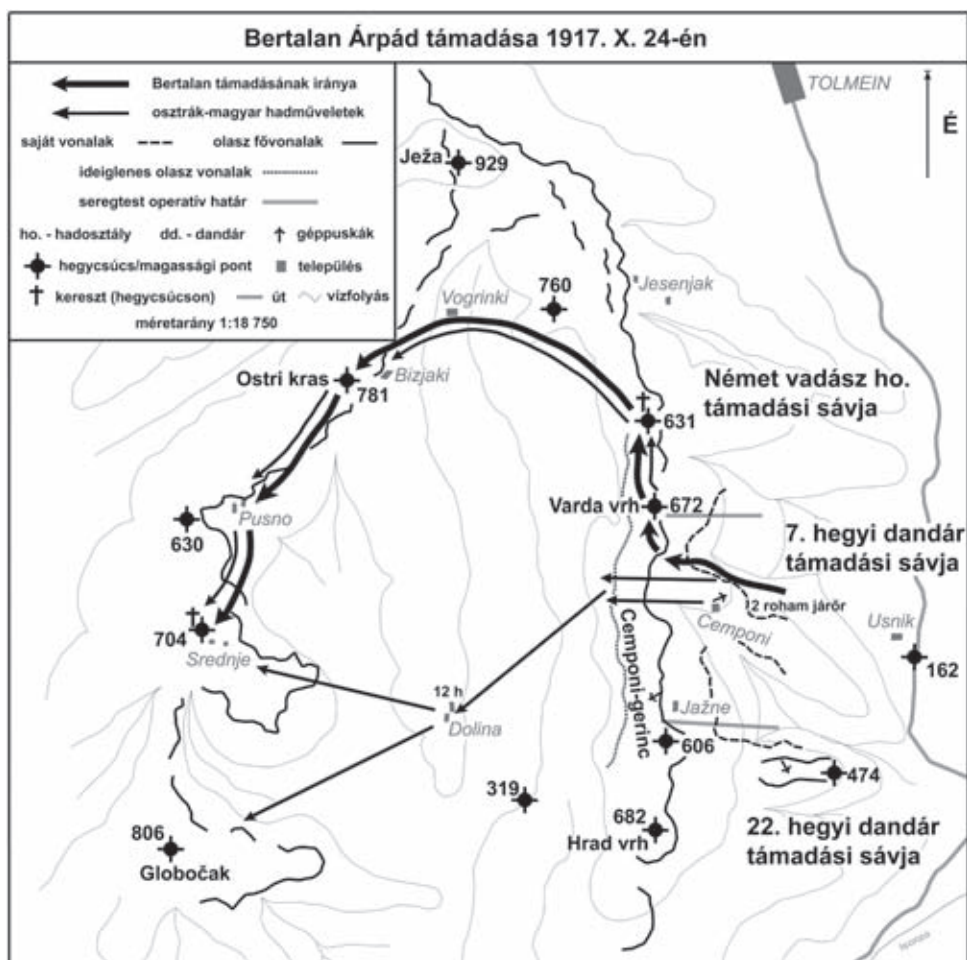 Bertalan Árpád támadása 1917. X. 24-én
Bertalan támadásának iránya
osztrák-magyar hadműveletek
saját vonalak
olasz fővonalak
ideiglenes olasz vonalak
seregtest operatív határ
ho. - hadosztály
dd. - dandár
géppuskák
hegycsúcs/magassági pont
település
kereszt (hegycsúcson)
út
vízfolyás
méretarány 1:18 750
TOLMEIN
É
Ježa
929
760
Jesenjak
Vogrinki
Ostri kras
781
Bizjaki
631
Német vadász ho.
támadási sávja
Varda vrh
672
Pusno
630
7. hegyi dandár
támadási sávja
2 roham járőr
Cemponi
Usnik
162
704
Srednje
Cemponi-gerinc
12 h
Dolina
Jažne
606
474
319
682
Hrad vrh
22. hegyi dandár
támadási sávja
806
Globočak
Isonzo